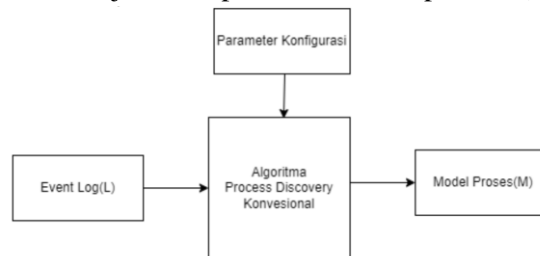 Parameter Konfigurasi
Algoritma
Process Discovery
Konvesional
Event Log(L)
Model Proses(M)